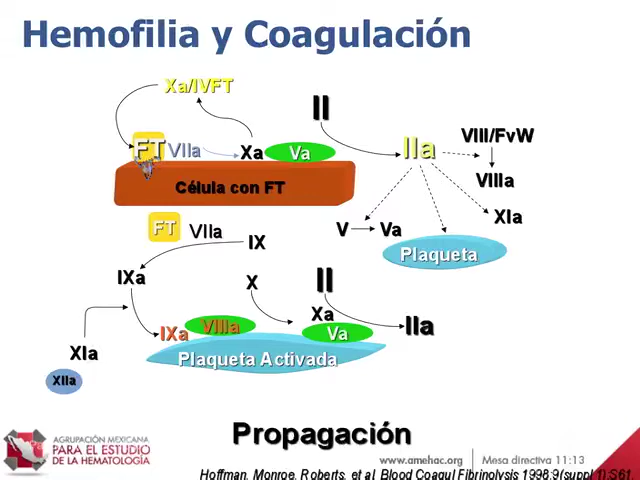 Hemofilia y Coagulación
Xa/IVFT
II
FT VIIa
Xa
Va
IIa
VIII/FvW
VIIIa
Célula con FT
XIa
FT VIIa
IX
V
Va
Plaqueta
IXa
X
II
Xa
IXa
VIIIa
Va
IIa
XIa
Plaqueta Activada
XIIa
Propagación
AGRUPACIÓN MEXICANA
PARA EL ESTUDIO
DE LA HEMATOLOGÍA
www.amehac.org
Mesa directiva 11:13
Hoffman, Monroe, Roberts, et al Blood Coagul Fibrinolysis 1998;9(suppl 1):S61.